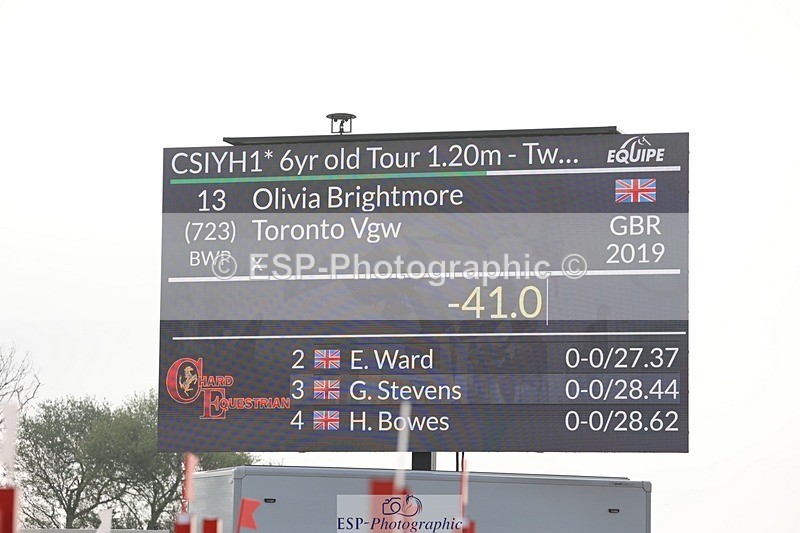 CSIYH1* 6yr old Tour 1.20m - Tw...
EQUIPE
13 Olivia Brightmore
(723) Toronto Vgw GBR
BWP x 2019
© ESP-Photographic ©
-41.0
2 E. Ward 0-0/27.37
3 G. Stevens 0-0/28.44
4 H. Bowes 0-0/28.62
CHARD
EQUESTRIAN
ESP-Photographic